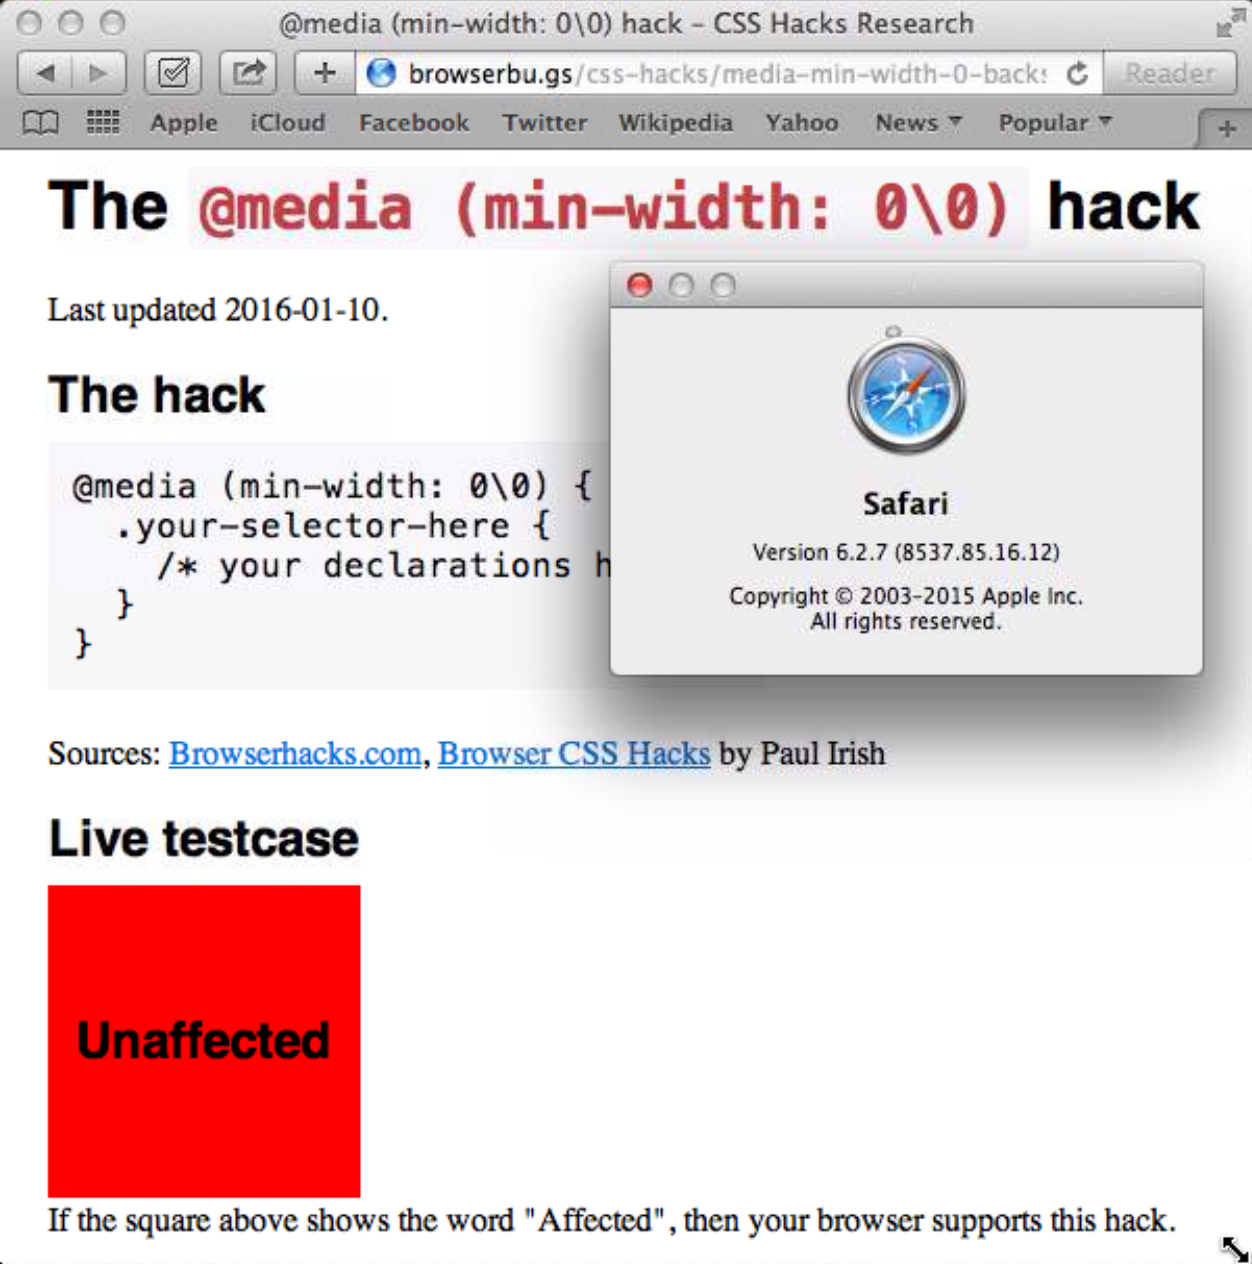 @media (min-width: 0\0) hack – CSS Hacks Research
browserbu.gs/css-hacks/media-min-width-0-backs
Reader
Apple iCloud Facebook Twitter Wikipedia Yahoo News Popular
The @media (min-width: 0\0) hack
Last updated 2016-01-10.
The hack
@media (min-width: 0\0) {
.your-selector-here {
/* your declarations h
}
}
Safari
Version 6.2.7 (8537.85.16.12)
Copyright © 2003-2015 Apple Inc.
All rights reserved.
Sources: Browserhacks.com, Browser CSS Hacks by Paul Irish
Live testcase
Unaffected
If the square above shows the word "Affected", then your browser supports this hack.